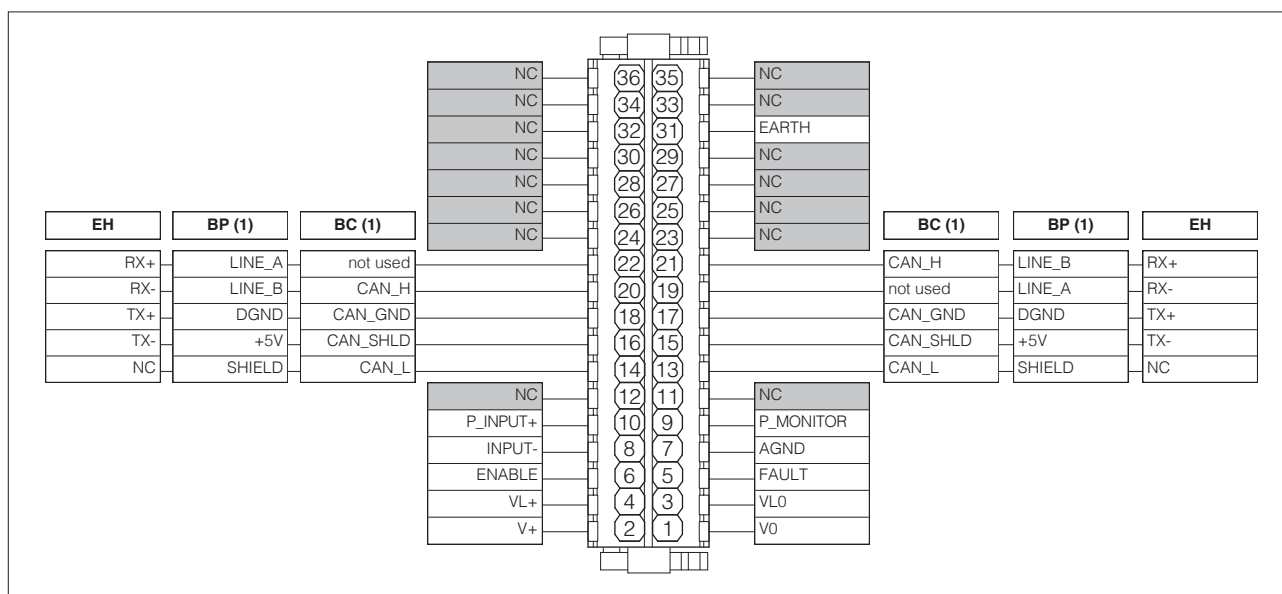 NC 36 35 NC
NC 34 33 NC
NC 32 31 EARTH
NC 30 29 NC
NC 28 27 NC
NC 26 25 NC
EH BP (1) BC (1) NC 24 23 NC BC (1) BP (1) EH
RX+ LINE_A not used 22 21 CAN_H LINE_B RX+
RX- LINE_B CAN_H 20 19 not used LINE_A RX-
TX+ DGND CAN_GND 18 17 CAN_GND DGND TX+
TX- +5V CAN_SHLD 16 15 CAN_SHLD +5V TX-
NC SHIELD CAN_L 14 13 CAN_L SHIELD NC
NC 12 11 NC
P_INPUT+ 10 9 P_MONITOR
INPUT- 8 7 AGND
ENABLE 6 5 FAULT
VL+ 4 3 VL0
V+ 2 1 V0